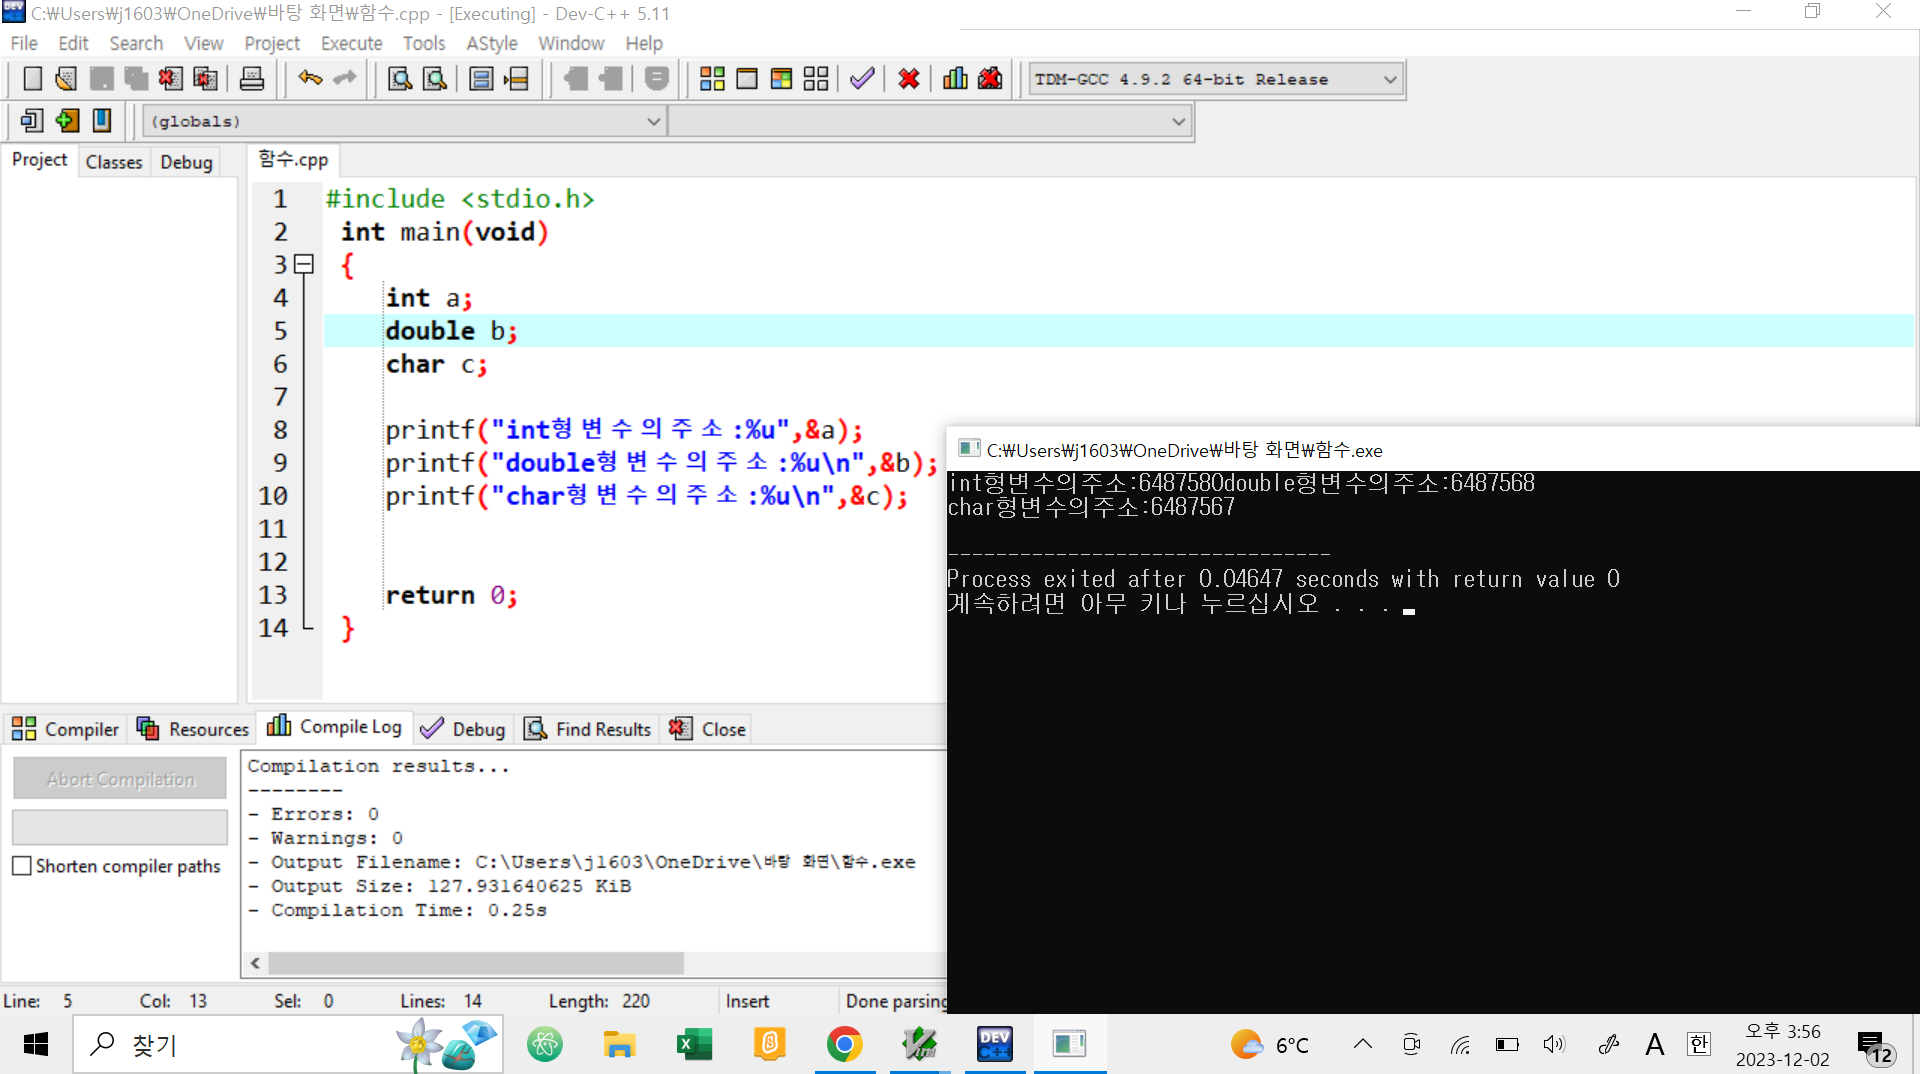 C:₩Users₩j1603₩OneDrive₩바탕 화면₩함수.cpp - [Executing] - Dev-C++ 5.11
File Edit Search View Project Execute Tools AStyle Window Help
TDM-GCC 4.9.2 64-bit Release
(globals)
Project Classes Debug
함수.cpp
1 #include <stdio.h>
2 int main(void)
3 {
4 int a;
5 double b;
6 char c;
7
8 printf("int형변수의주소:%u",&a);
9 printf("double형변수의주소:%u\n",&b);
10 printf("char형변수의주소:%u\n",&c);
11
12
13 return 0;
14 }
C:₩Users₩j1603₩OneDrive₩바탕 화면₩함수.exe
int형변수의주소:6487580double형변수의주소:6487568
char형변수의주소:6487567
--------------------------------
Process exited after 0.04647 seconds with return value 0
계속하려면 아무 키나 누르십시오 . . .
Compiler Resources Compile Log Debug Find Results Close
Abort Compilation
Shorten compiler paths
Compilation results...
--------
- Errors: 0
- Warnings: 0
- Output Filename: C:\Users\j1603\OneDrive\바탕 화면\함수.exe
- Output Size: 127.931640625 KiB
- Compilation Time: 0.25s
Line: 5 Col: 13 Sel: 0 Lines: 14 Length: 220 Insert Done parsing
찾기
DEV C++
6°C
A
한
오후 3:56
2023-12-02
12